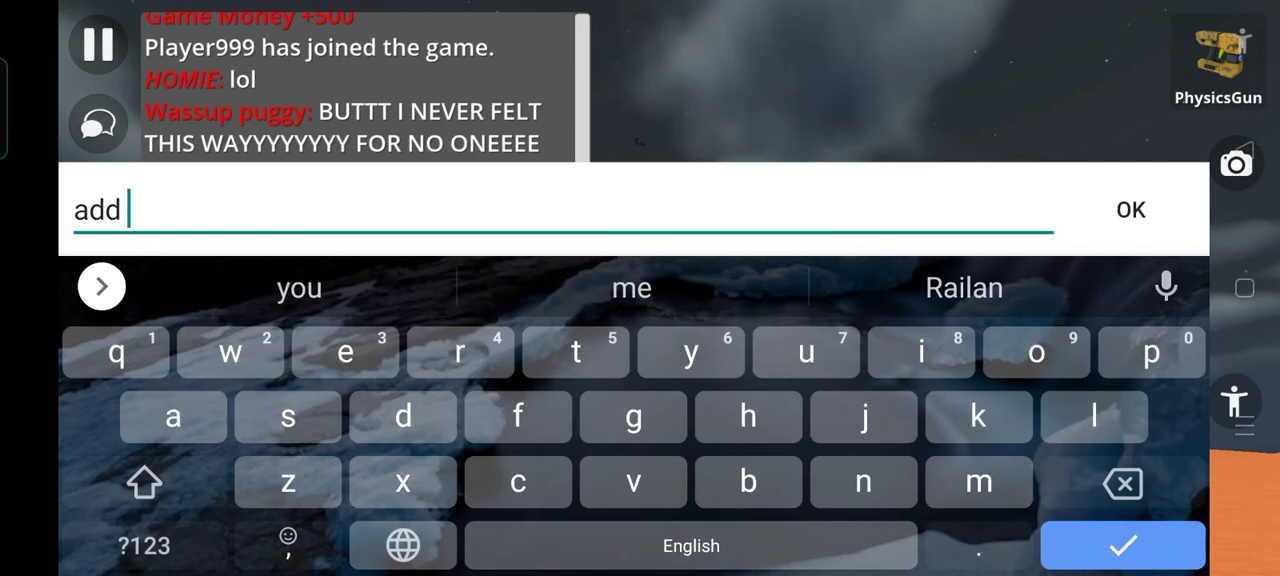 Game Money +500
Player999 has joined the game.
HOMIE: lol
Wassup puggy: BUTTT I NEVER FELT
THIS WAYYYYYYYY FOR NO ONEEEE
PhysicsGun
add
OK
you me Railan
q1 w2 e3 r4 t5 y6 u7 i8 o9 p0
a s d f g h j k l
z x c v b n m
?123 , English .